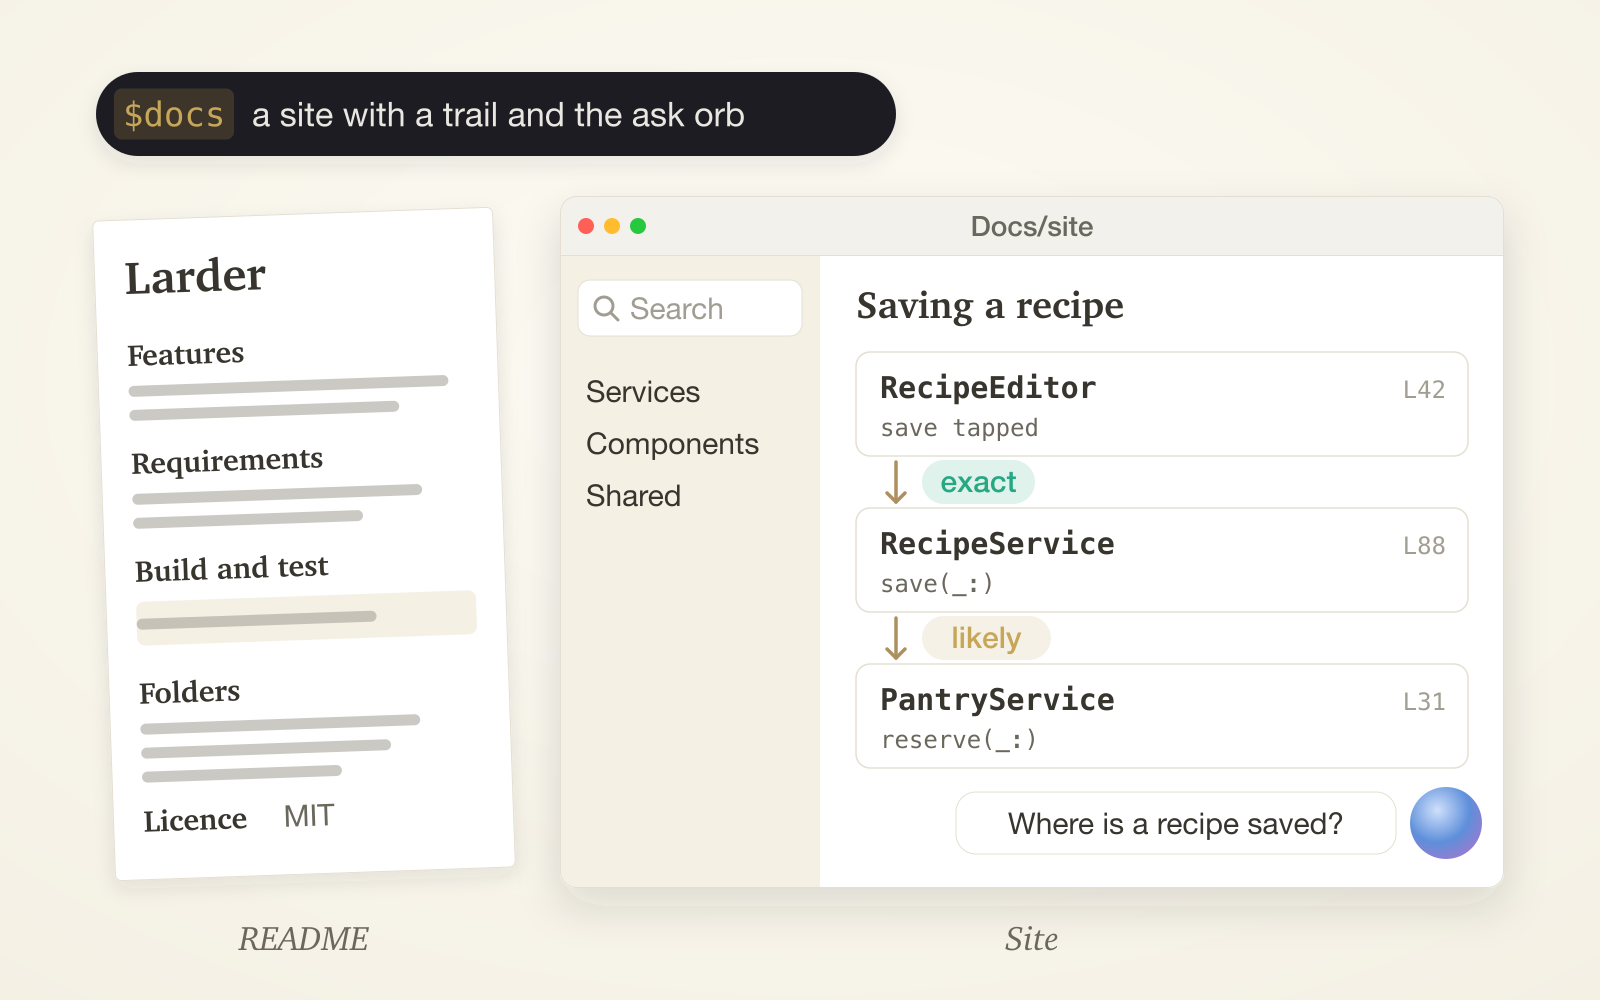 $docs a site with a trail and the ask orb
Larder
Features
Requirements
Build and test
Folders
Licence MIT
README
Docs/site
Search
Services
Components
Shared
Saving a recipe
RecipeEditor L42
save tapped
exact
RecipeService L88
save(_:)
likely
PantryService L31
reserve(_:)
Where is a recipe saved?
Site